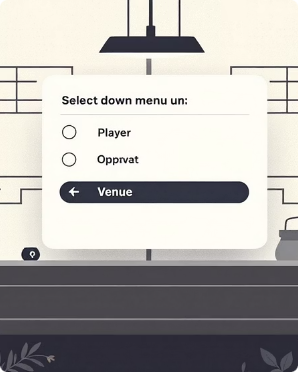 Select down menu un:
Player
Opprvat
Venue